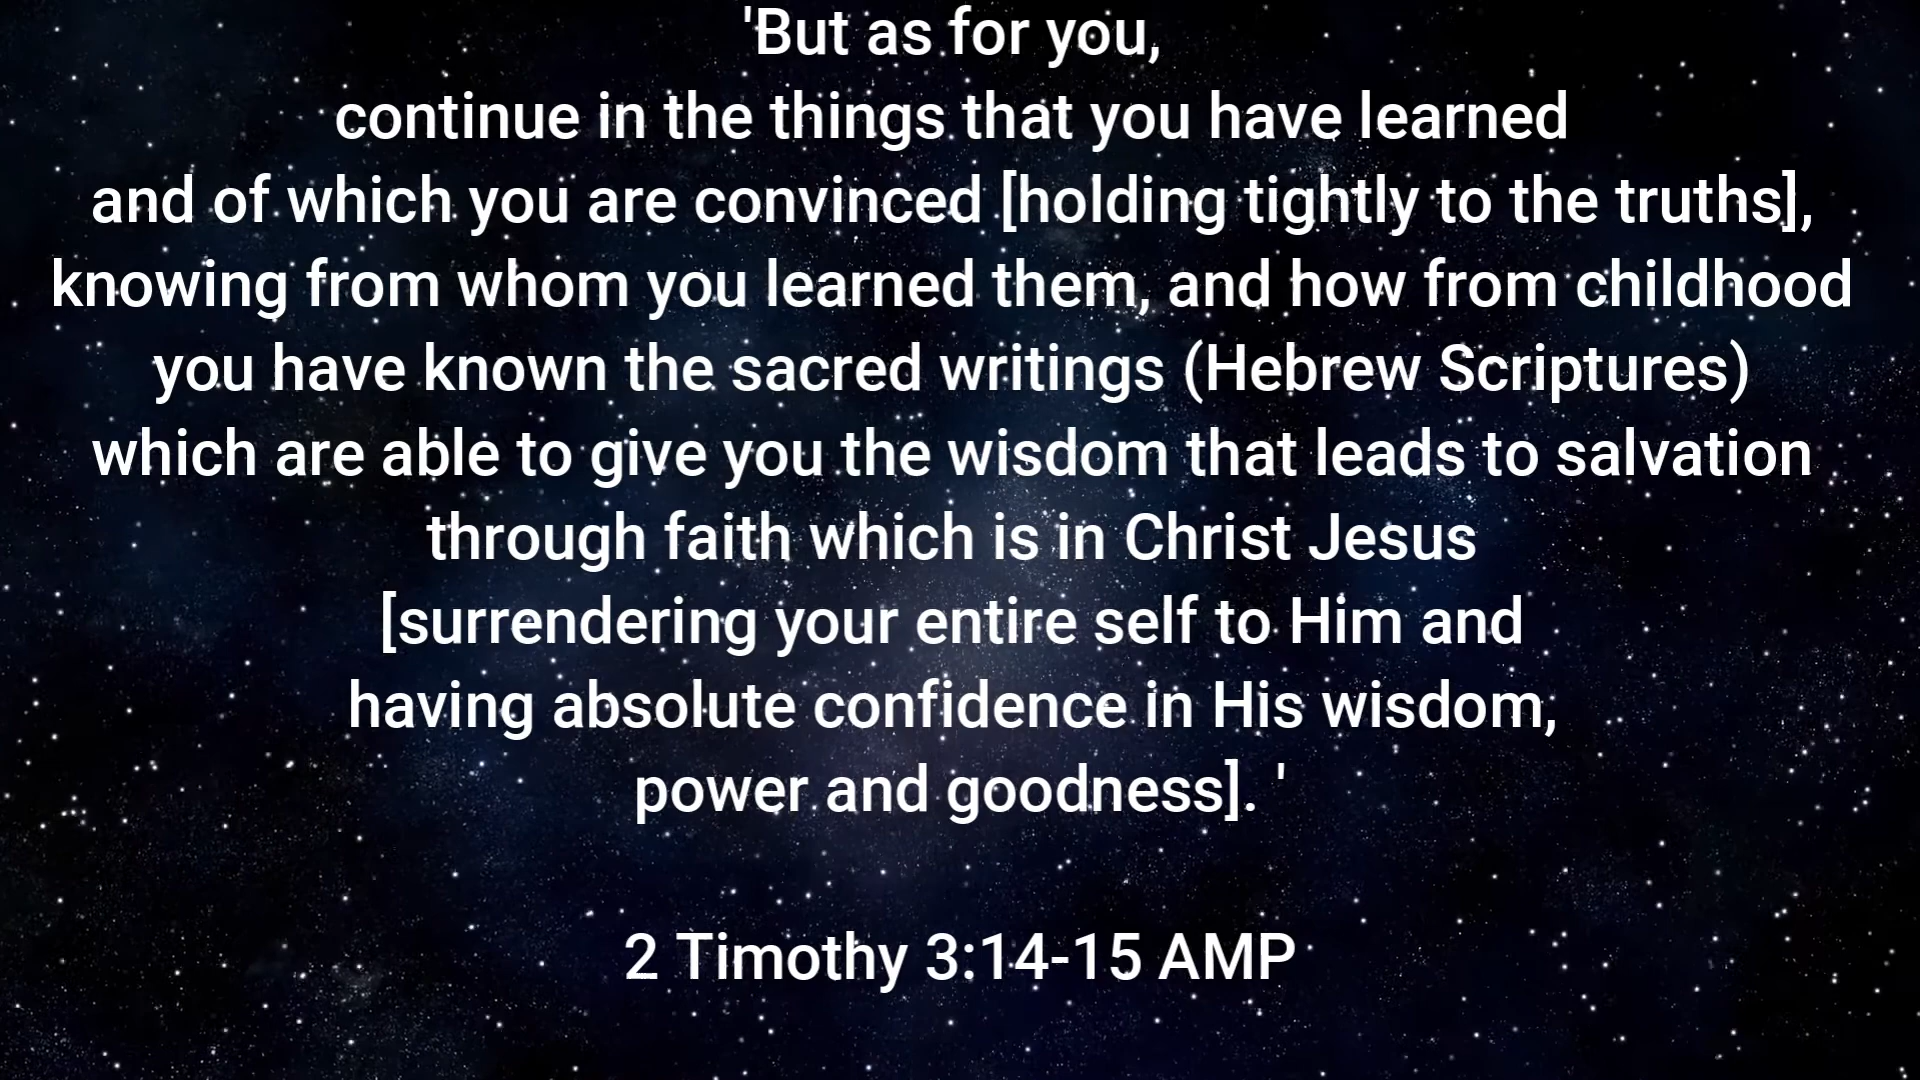 'But as for you,
continue in the things that you have learned
and of which you are convinced [holding tightly to the truths],
knowing from whom you learned them, and how from childhood
you have known the sacred writings (Hebrew Scriptures)
which are able to give you the wisdom that leads to salvation
through faith which is in Christ Jesus
[surrendering your entire self to Him and
having absolute confidence in His wisdom,
power and goodness]. '
2 Timothy 3:14-15 AMP